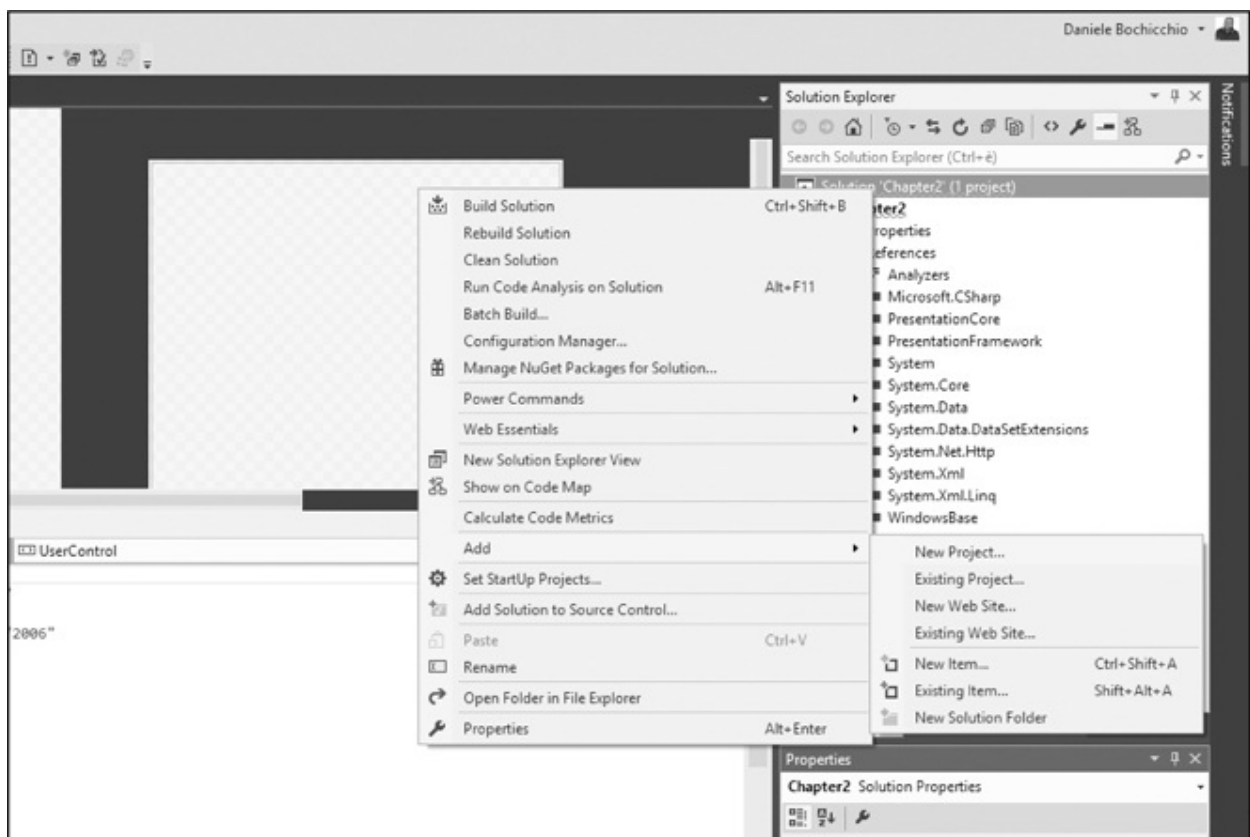 Daniele Bochicchio
Notifications
Solution Explorer
Search Solution Explorer (Ctrl+è)
Solution 'Chapter2' (1 project)
pter2
roperties
eferences
Analyzers
Microsoft.CSharp
PresentationCore
PresentationFramework
System
System.Core
System.Data
System.Data.DataSetExtensions
System.Net.Http
System.Xml
System.Xml.Linq
WindowsBase
Build Solution Ctrl+Shift+B
Rebuild Solution
Clean Solution
Run Code Analysis on Solution Alt+F11
Batch Build...
Configuration Manager...
Manage NuGet Packages for Solution...
Power Commands
Web Essentials
New Solution Explorer View
Show on Code Map
Calculate Code Metrics
Add
Set StartUp Projects...
Add Solution to Source Control...
Paste Ctrl+V
Rename
Open Folder in File Explorer
Properties Alt+Enter
New Project...
Existing Project...
New Web Site...
Existing Web Site...
New Item... Ctrl+Shift+A
Existing Item... Shift+Alt+A
New Solution Folder
UserControl
2006"
Properties
Chapter2 Solution Properties